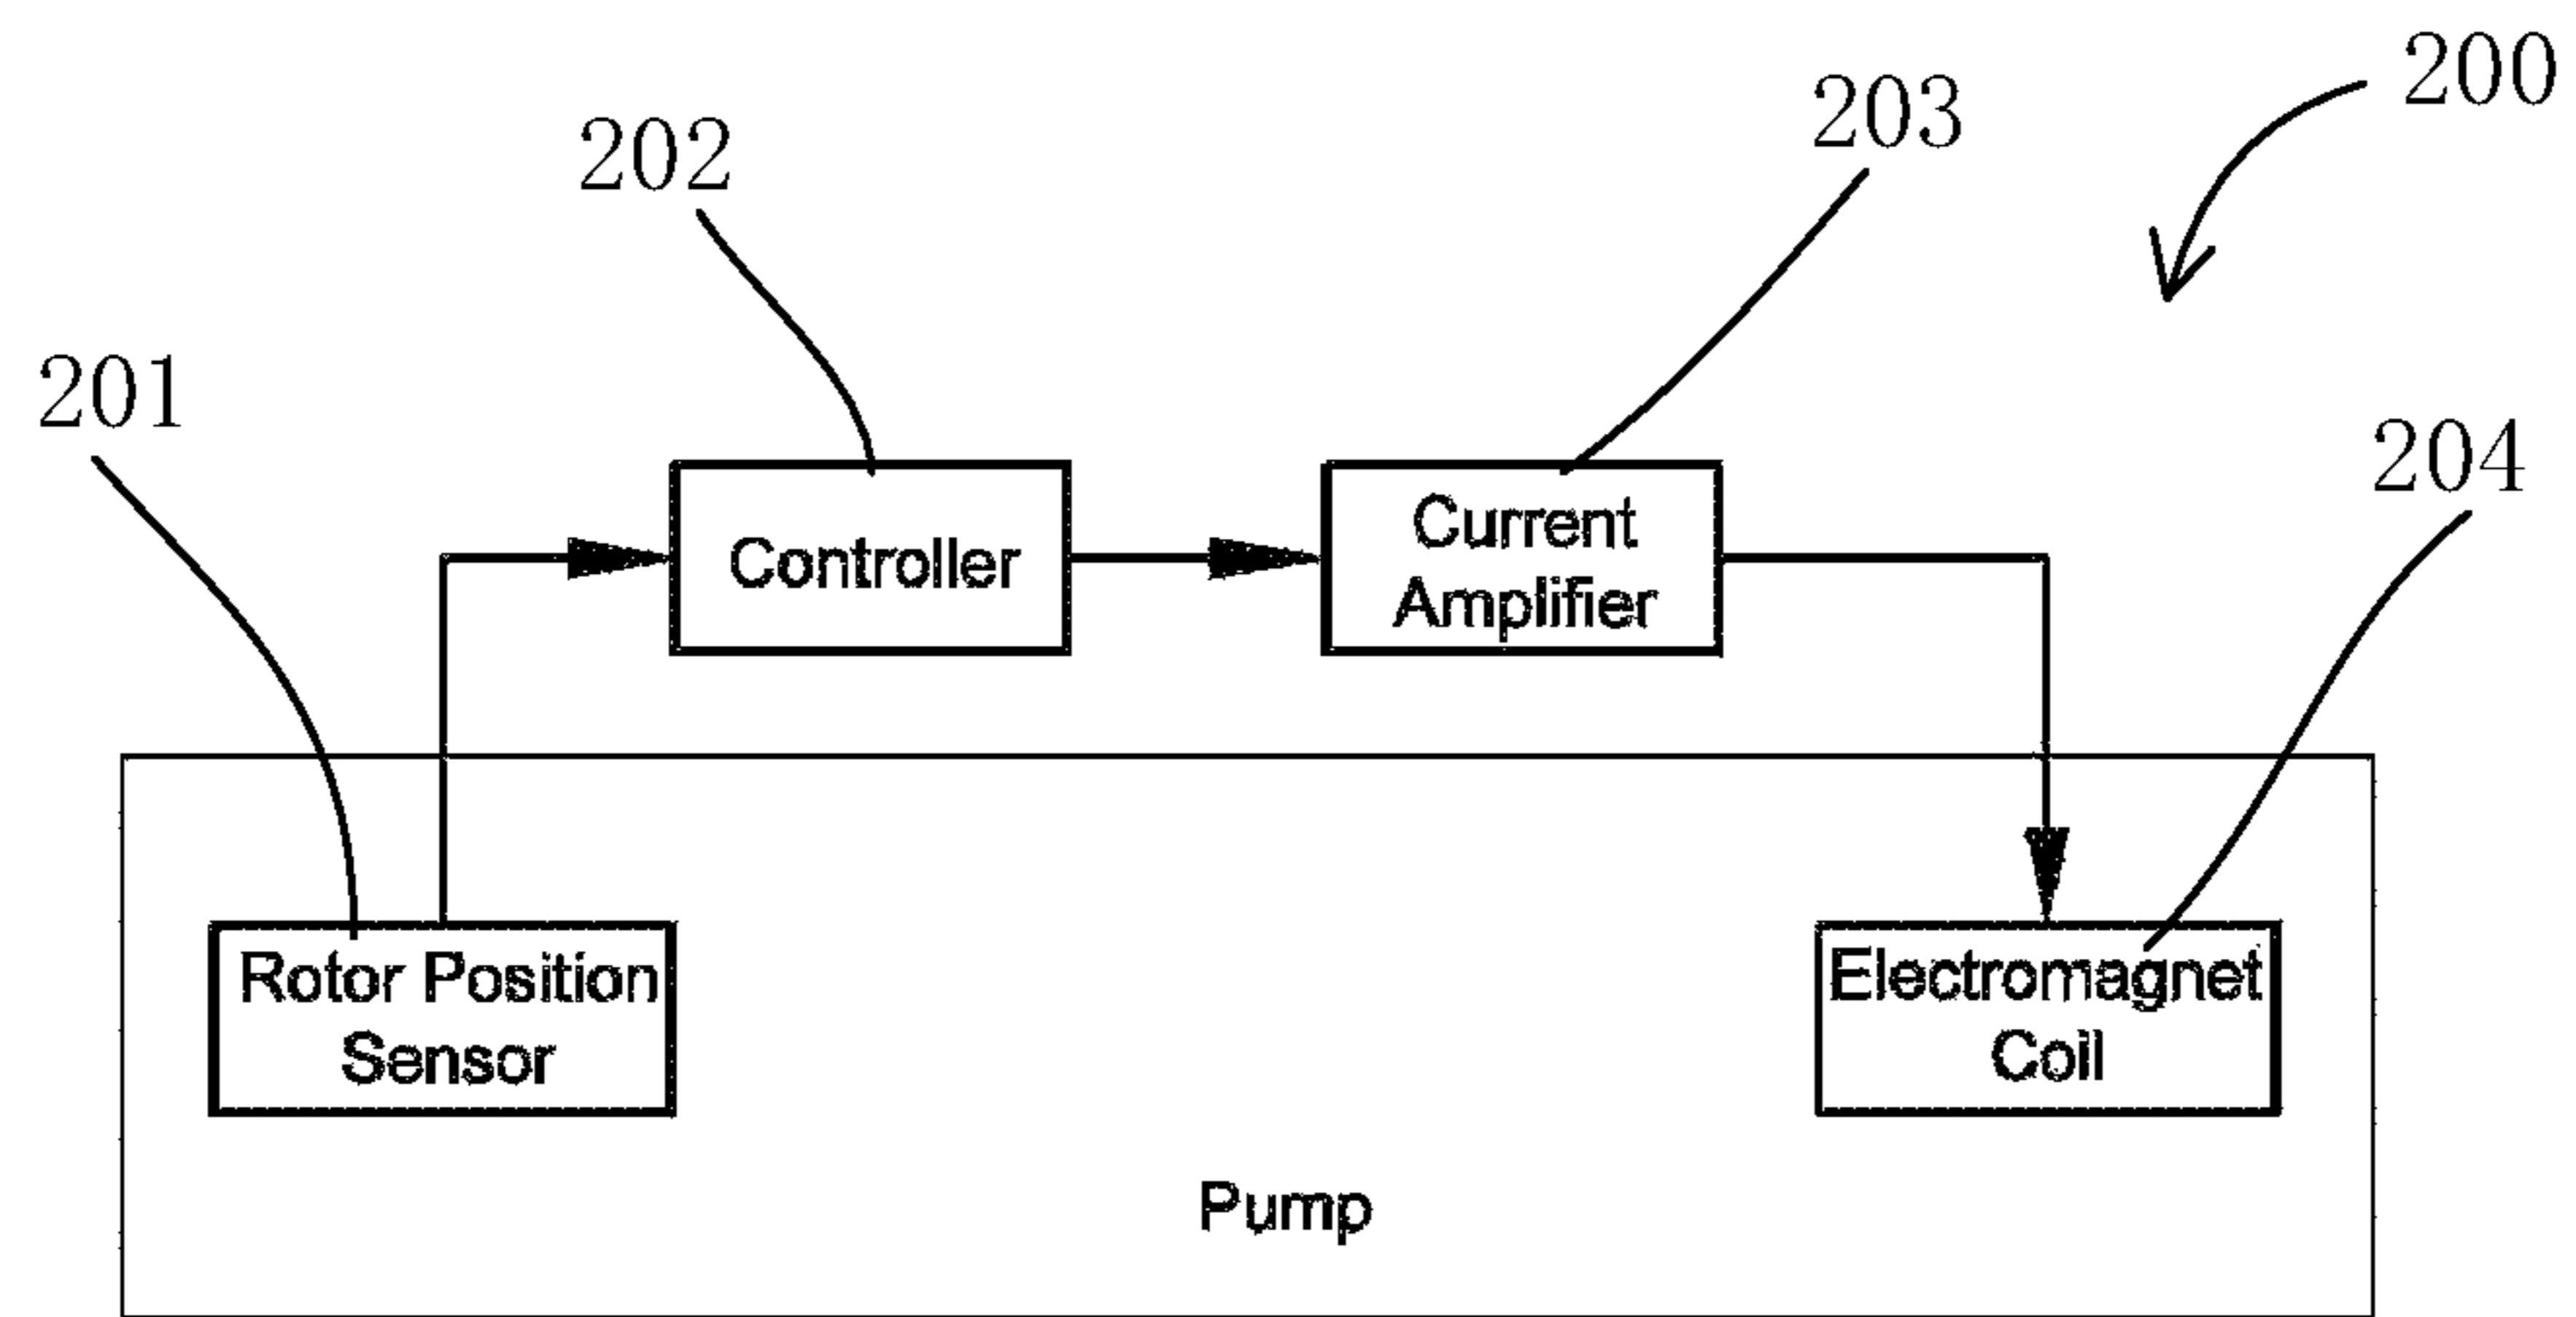 200
203
202
201
204
Controller
Current
Amplifier
Rotor Position
Sensor
Electromagnet
Coil
Pump